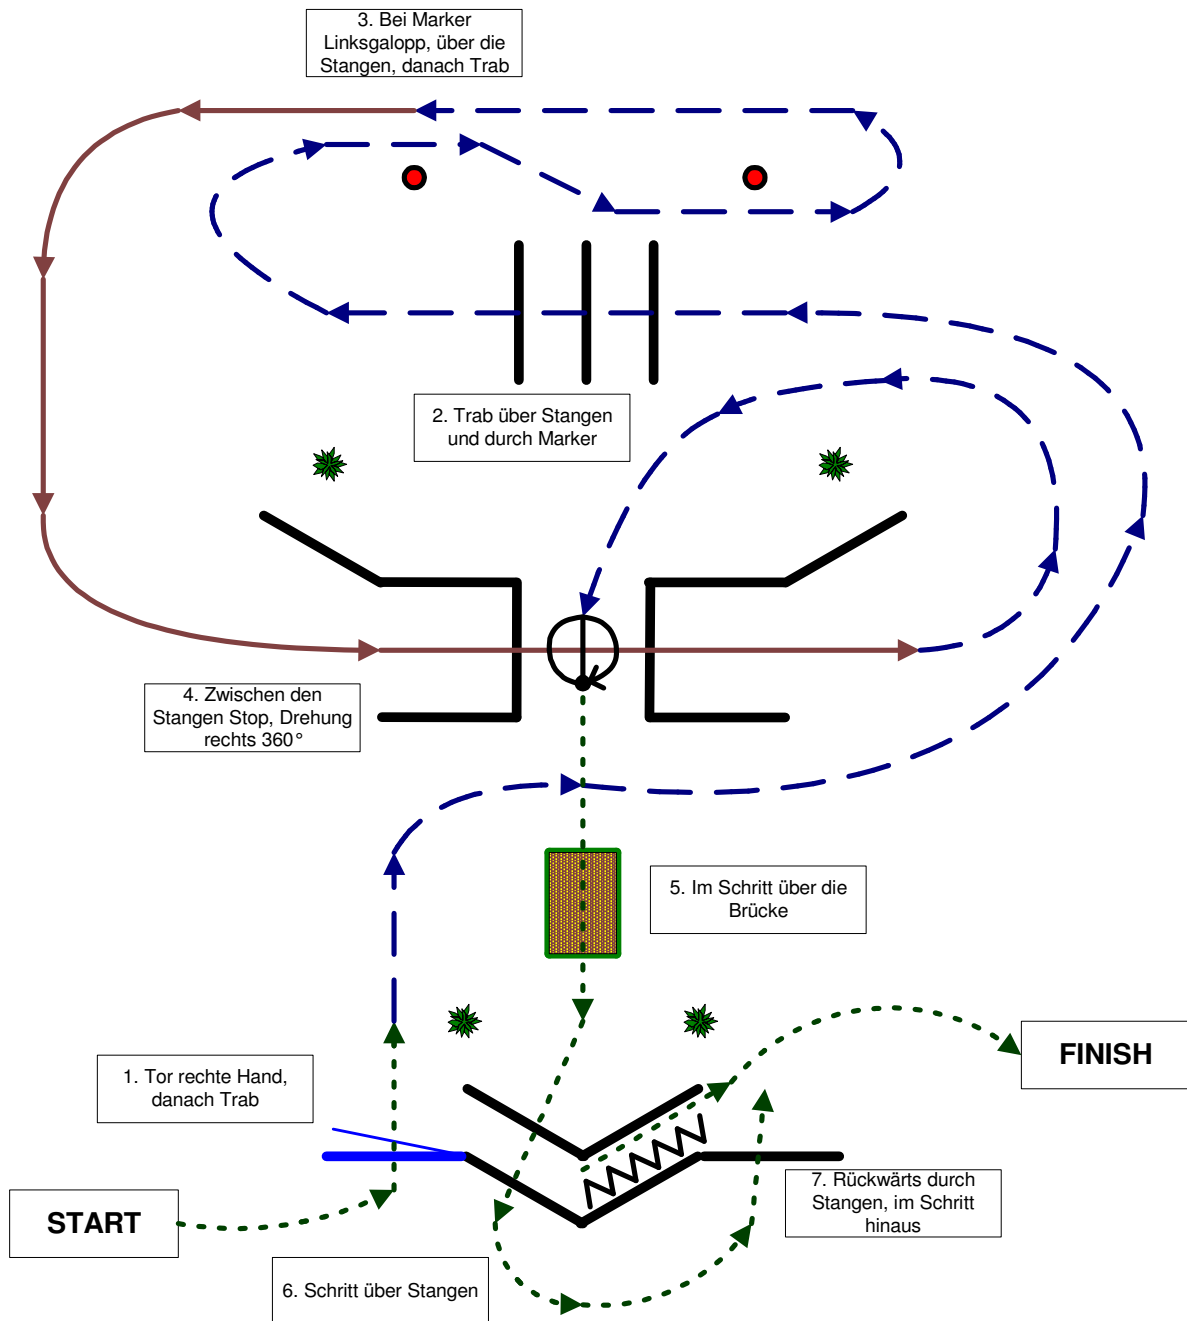 3. Bei Marker
Linksgalopp, über die
Stangen, danach Trab
2. Trab über Stangen
und durch Marker
4. Zwischen den
Stangen Stop, Drehung
rechts 360°
5. Im Schritt über die
Brücke
FINISH
1. Tor rechte Hand,
danach Trab
START
7. Rückwärts durch
Stangen, im Schritt
hinaus
6. Schritt über Stangen